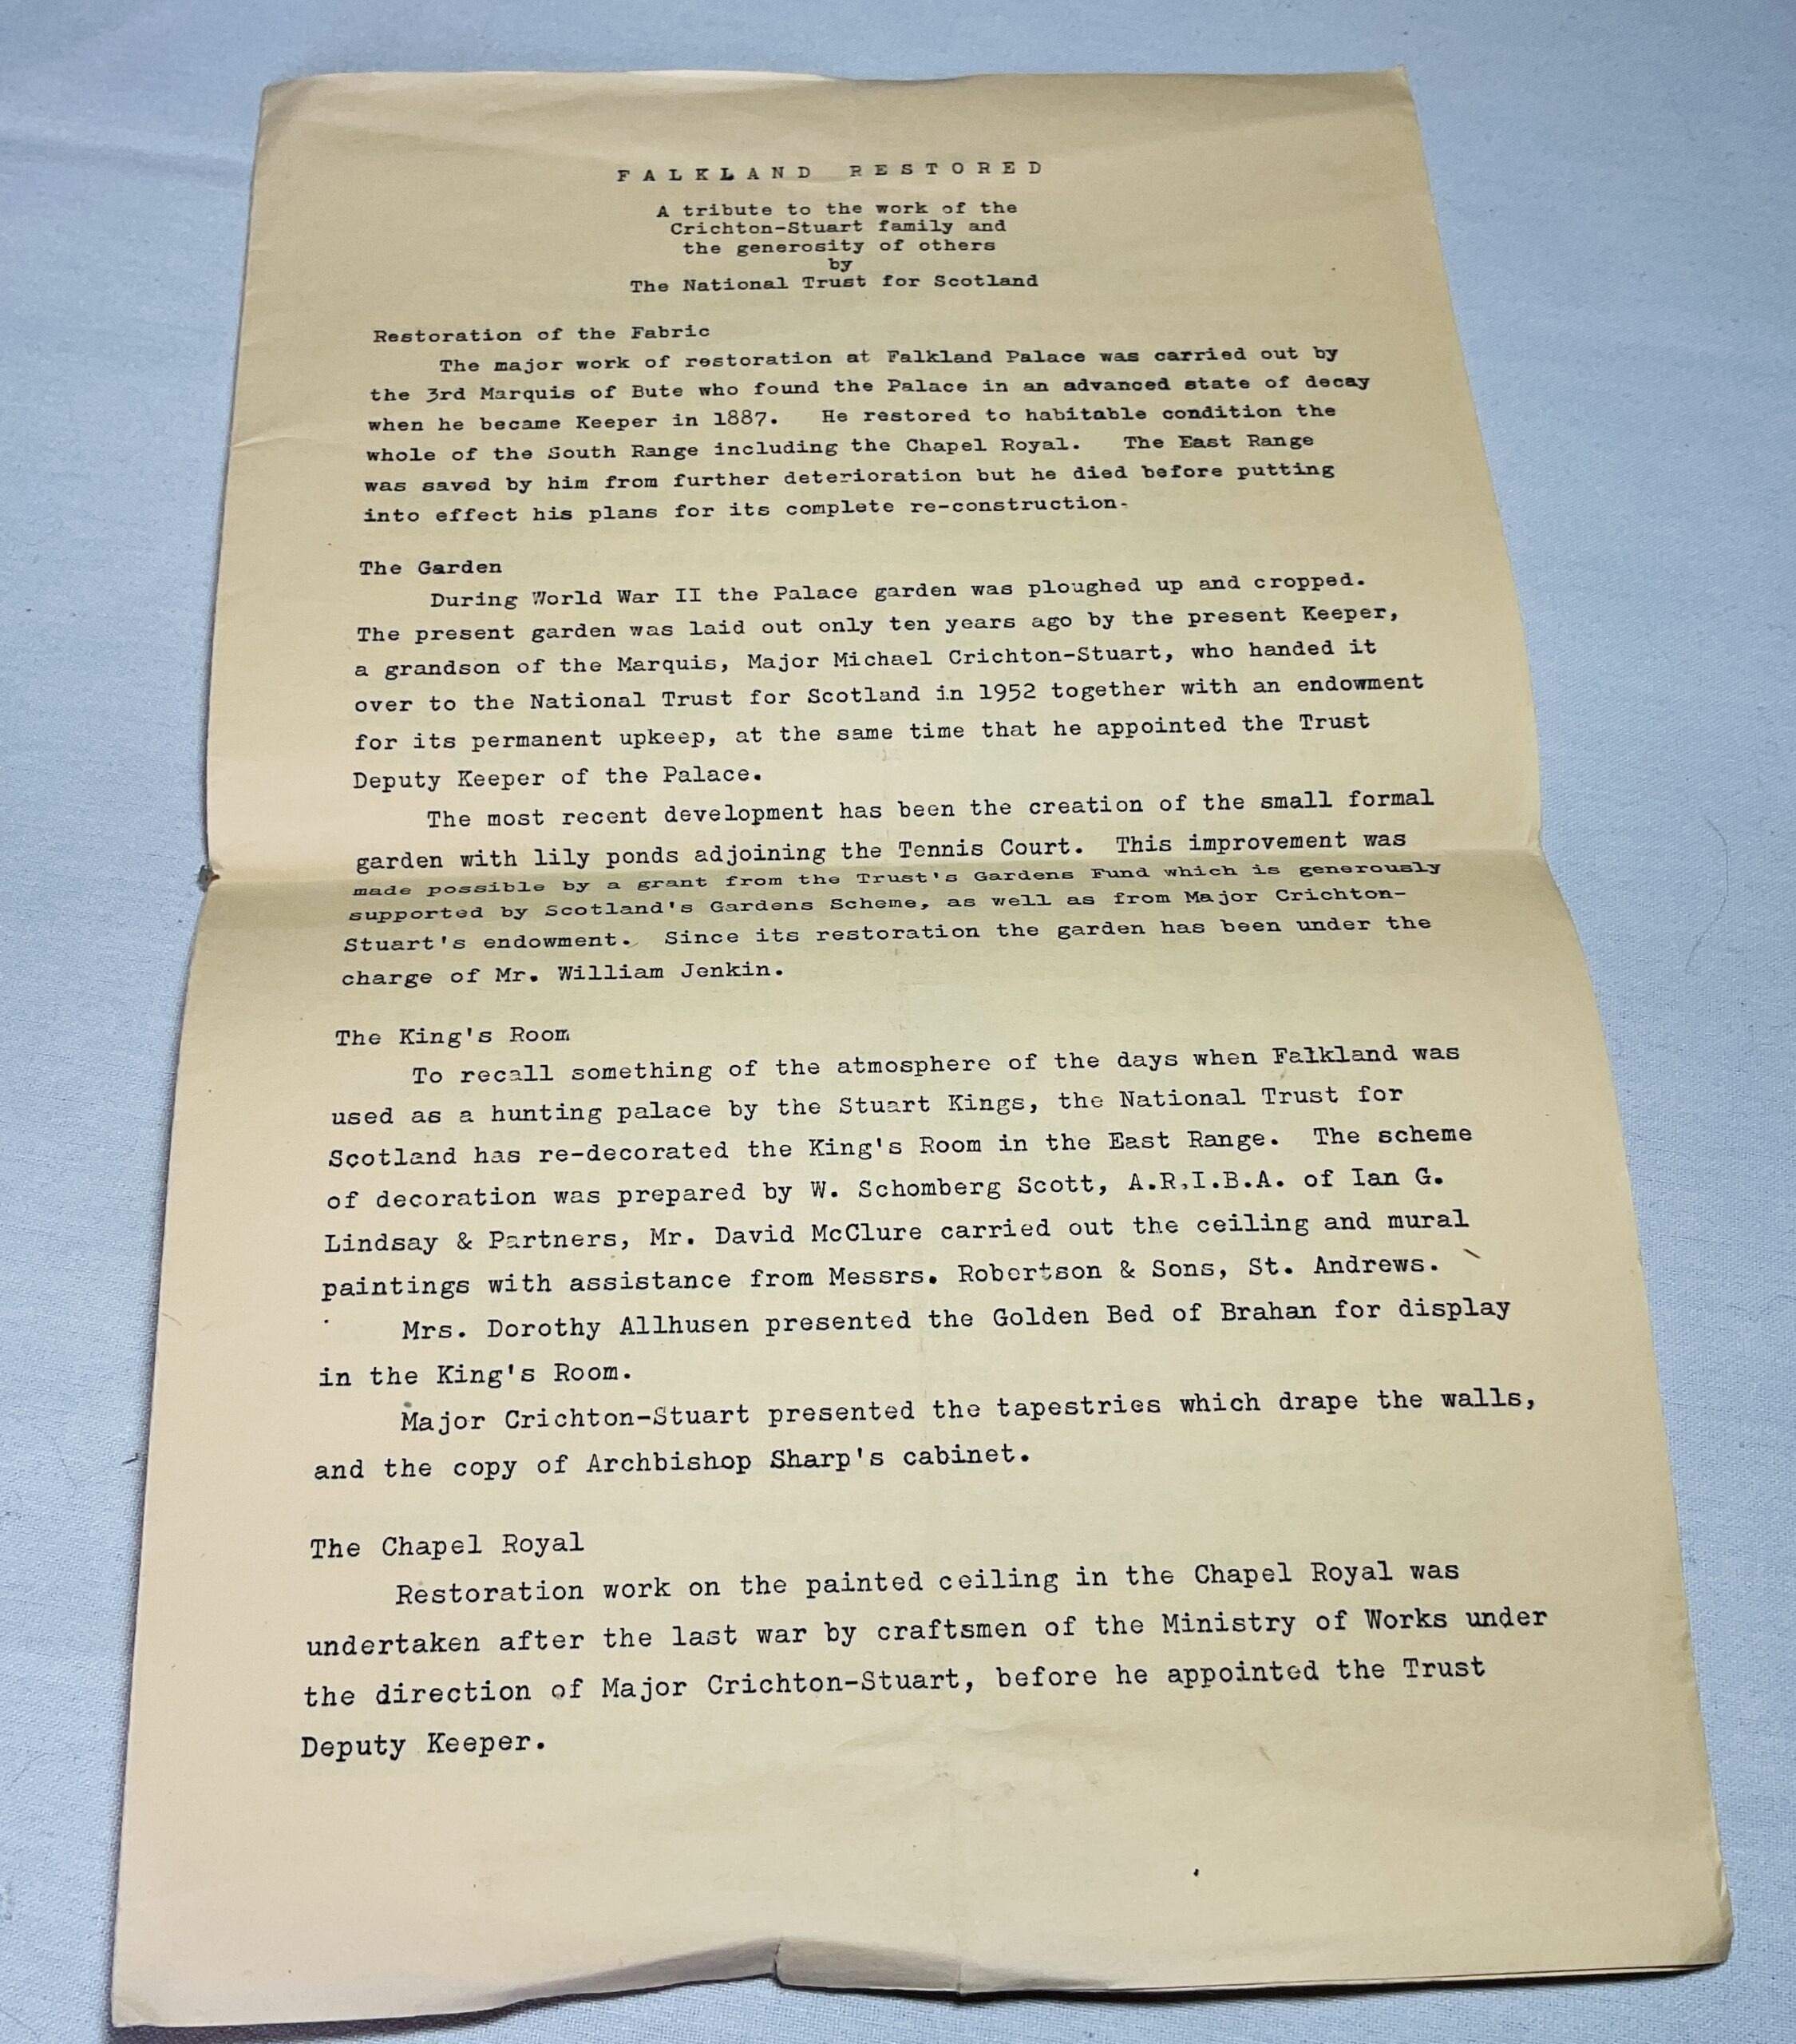 FALKLAND RESTORED
A tribute to the work of the
Crichton-Stuart family and
the generosity of others
by
The National Trust for Scotland
Restoration of the Fabric
The major work of restoration at Falkland Palace was carried out by
the 3rd Marquis of Bute who found the Palace in an advanced state of decay
when he became Keeper in 1887. He restored to habitable condition the
whole of the South Range including the Chapel Royal. The East Range
was saved by him from further deterioration but he died before putting
into effect his plans for its complete re-construction.
The Garden
During World War II the Palace garden was ploughed up and cropped.
The present garden was laid out only ten years ago by the present Keeper,
a grandson of the Marquis, Major Michael Crichton-Stuart, who handed it
over to the National Trust for Scotland in 1952 together with an endowment
for its permanent upkeep, at the same time that he appointed the Trust
Deputy Keeper of the Palace.
The most recent development has been the creation of the small formal
garden with lily ponds adjoining the Tennis Court. This improvement was
made possible by a grant from the Trust's Gardens Fund which is generously
supported by Scotland's Gardens Scheme, as well as from Major Crichton-
Stuart's endowment. Since its restoration the garden has been under the
charge of Mr. William Jenkin.
The King's Room
To recall something of the atmosphere of the days when Falkland was
used as a hunting palace by the Stuart Kings, the National Trust for
Scotland has re-decorated the King's Room in the East Range. The scheme
of decoration was prepared by W. Schomberg Scott, A.R.I.B.A. of Ian G.
Lindsay & Partners, Mr. David McClure carried out the ceiling and mural
paintings with assistance from Messrs. Robertson & Sons, St. Andrews.
Mrs. Dorothy Allhusen presented the Golden Bed of Brahan for display
in the King's Room.
Major Crichton-Stuart presented the tapestries which drape the walls,
and the copy of Archbishop Sharp's cabinet.
The Chapel Royal
Restoration work on the painted ceiling in the Chapel Royal was
undertaken after the last war by craftsmen of the Ministry of Works under
the direction of Major Crichton-Stuart, before he appointed the Trust
Deputy Keeper.